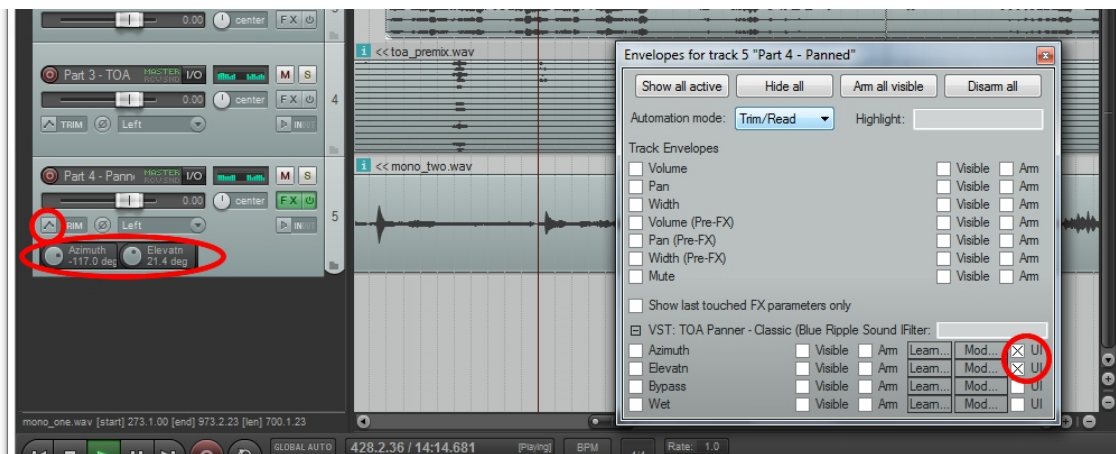 0.00 center FX
<<toa_premix.wav
Part 3 - TOA MASTER I/O M S
0.00 center FX 4
TRIM Left IN
Part 4 - Panne MASTER I/O M S
<<mono_two.wav
0.00 center FX
TRIM Left IN 5
Azimuth Elevatn
-117.0 deg 21.4 deg
Envelopes for track 5 "Part 4 - Panned"
Show all active Hide all Arm all visible Disarm all
Automation mode: Trim/Read Highlight:
Track Envelopes
Volume Visible Arm
Pan Visible Arm
Width Visible Arm
Volume (Pre-FX) Visible Arm
Pan (Pre-FX) Visible Arm
Width (Pre-FX) Visible Arm
Mute Visible Arm
Show last touched FX parameters only
VST: TOA Panner - Classic (Blue Ripple Sound lFilter:
Azimuth Visible Arm Learn... Mod... UI
Elevatn Visible Arm Learn... Mod... UI
Bypass Visible Arm Learn... Mod... UI
Wet Visible Arm Learn... Mod... UI
mono_one.wav [start] 273.1.00 [end] 973.2.23 [len] 700.1.23
GLOBAL AUTO 428.2.36 / 14:14.681 [Playing] BPM Rate: 1.0